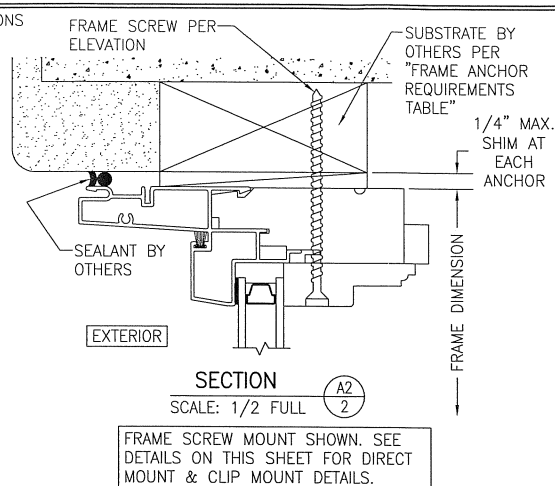 ONS
FRAME SCREW PER
ELEVATION
SUBSTRATE BY
OTHERS PER
"FRAME ANCHOR
REQUIREMENTS
TABLE"
1/4" MAX.
SHIM AT
EACH
ANCHOR
SEALANT BY
OTHERS
FRAME DIMENSION
EXTERIOR
SECTION
SCALE: 1/2 FULL
A2
2
FRAME SCREW MOUNT SHOWN. SEE
DETAILS ON THIS SHEET FOR DIRECT
MOUNT & CLIP MOUNT DETAILS.